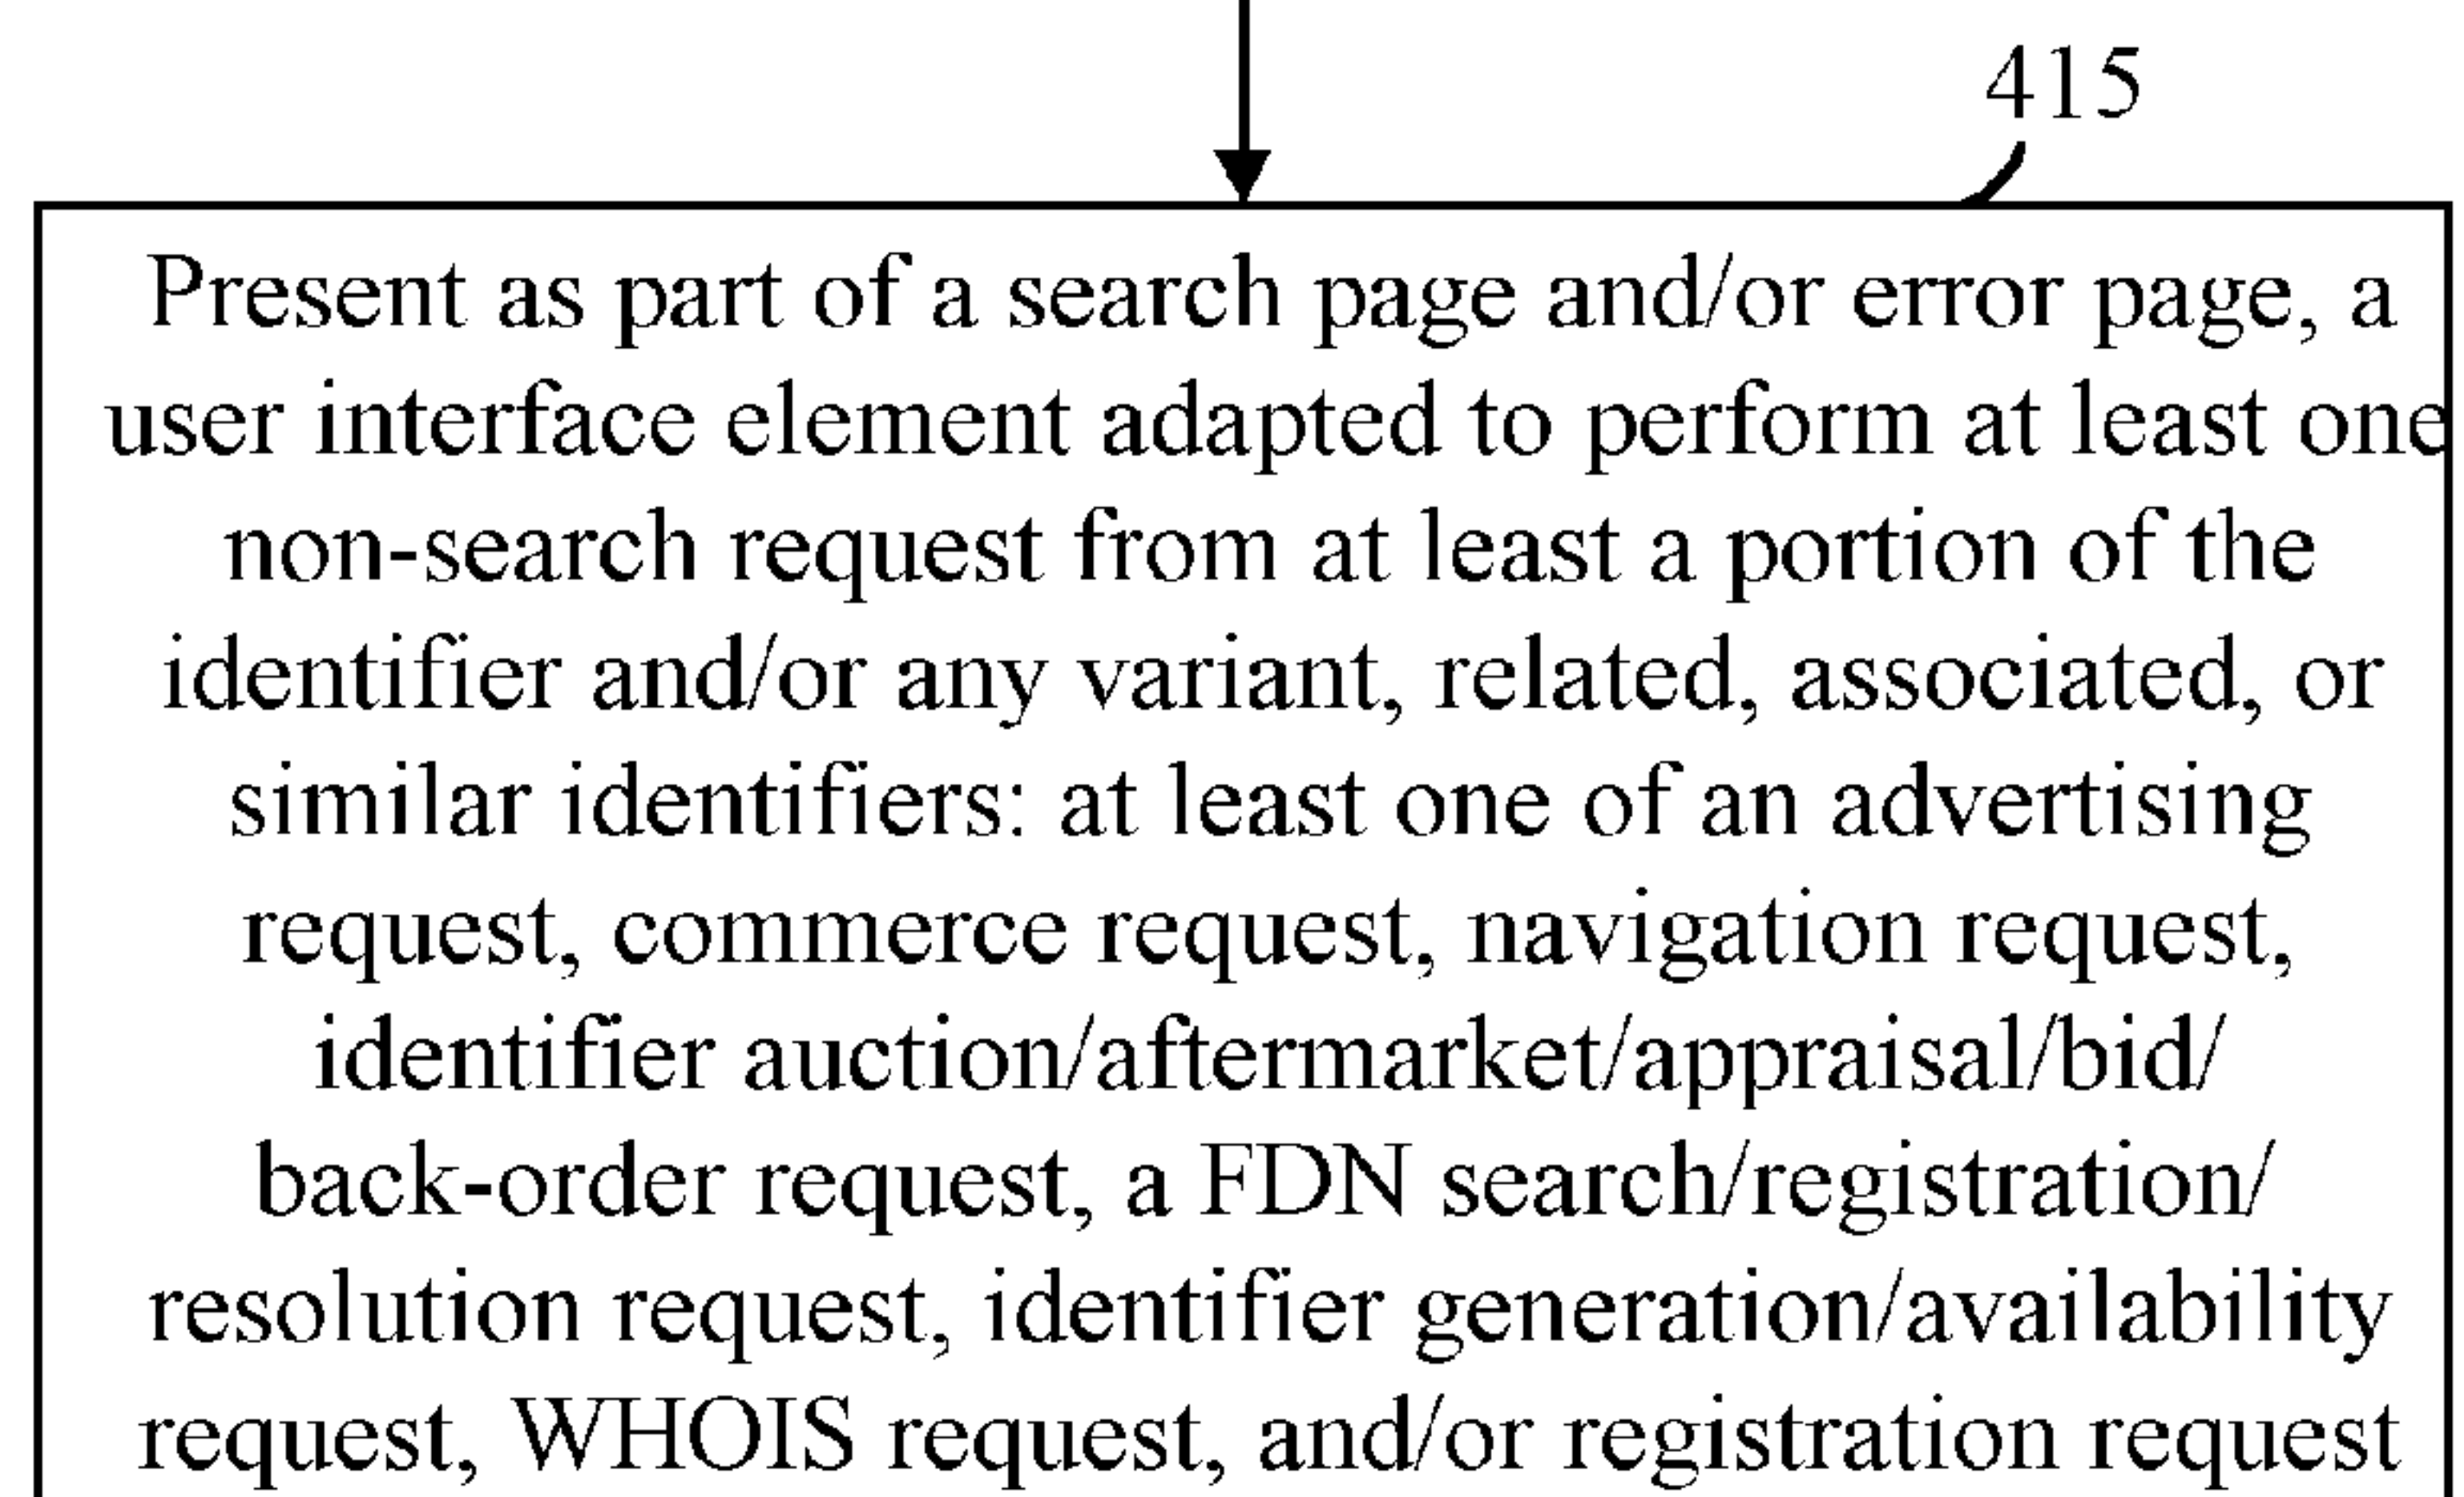 415
Present as part of a search page and/or error page, a
user interface element adapted to perform at least one
non-search request from at least a portion of the
identifier and/or any variant, related, associated, or
similar identifiers: at least one of an advertising
request, commerce request, navigation request,
identifier auction/aftermarket/appraisal/bid/
back-order request, a FDN search/registration/
resolution request, identifier generation/availability
request, WHOIS request, and/or registration request